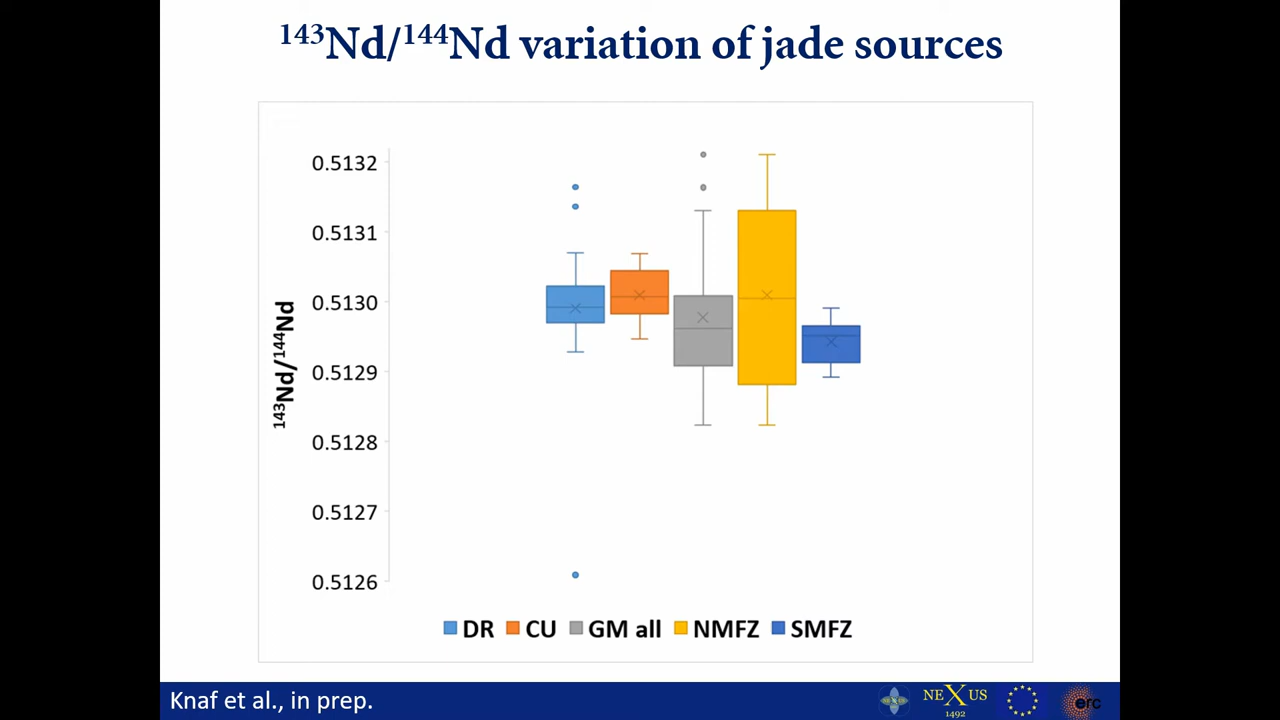 ¹⁴³Nd/¹⁴⁴Nd variation of jade sources
0.5132
0.5131
0.5130
0.5129
0.5128
0.5127
0.5126
¹⁴³Nd/¹⁴⁴Nd
DR CU GM all NMFZ SMFZ
Knaf et al., in prep.
NEXUS
1492
erc